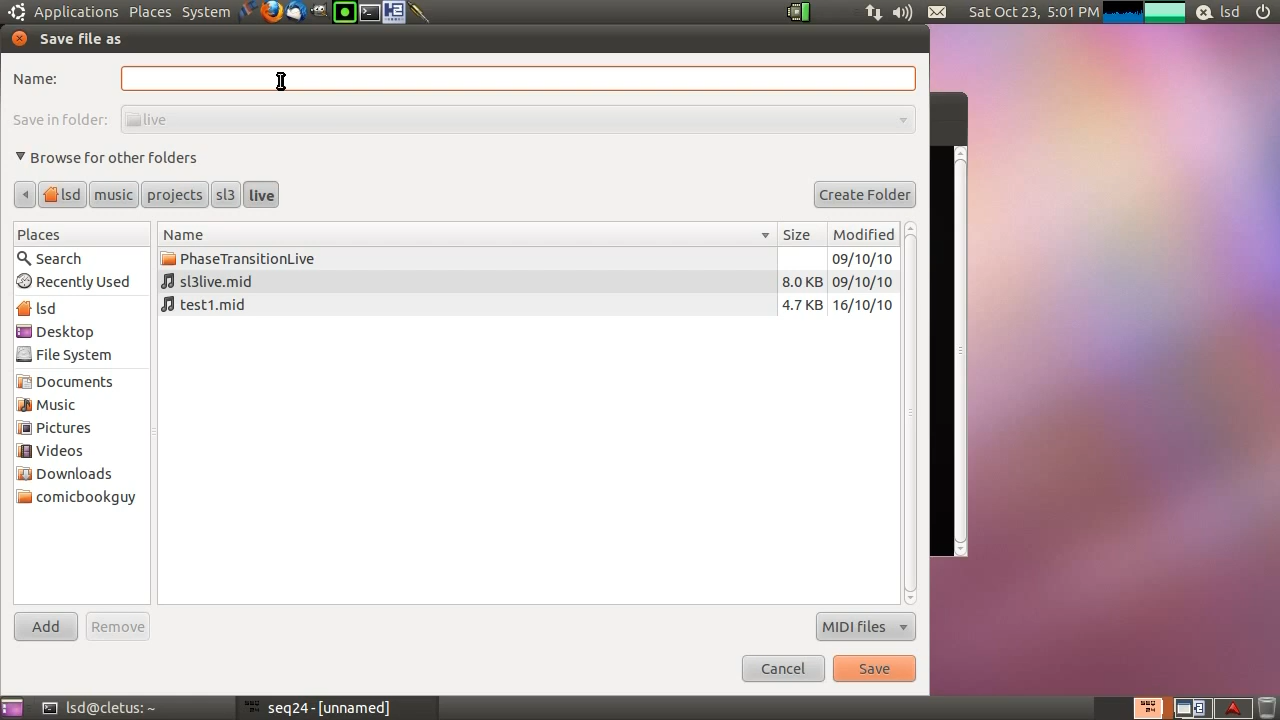 Applications Places System Sat Oct 23, 5:01 PM lsd
Save file as
Name:
Save in folder: live
Browse for other folders
lsd music projects sl3 live Create Folder
Places Name Size Modified
Search PhaseTransitionLive 09/10/10
Recently Used sl3live.mid 8.0 KB 09/10/10
lsd test1.mid 4.7 KB 16/10/10
Desktop
File System
Documents
Music
Pictures
Videos
Downloads
comicbookguy
Add Remove MIDI files
Cancel Save
lsd@cletus: ~ seq24 - [unnamed]